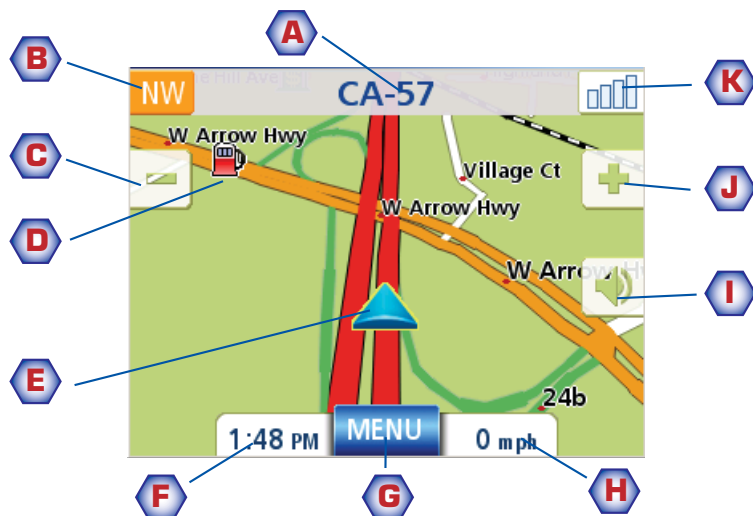 A
B
K
NW
CA-57
W Arrow Hwy
C
Village Ct
J
W Arrow Hwy
D
W Arrow
I
E
24b
1:48 PM
MENU
0 mph
F
G
H